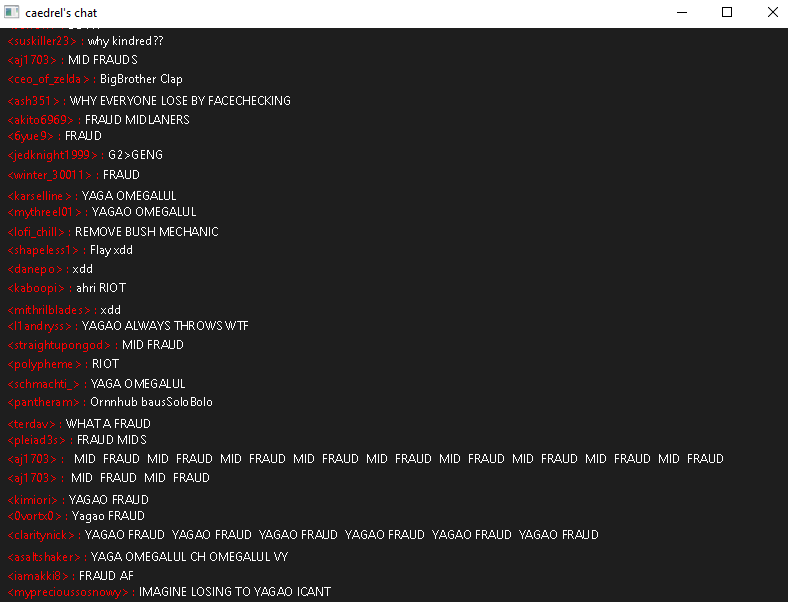 caedrel's chat
<suskiller23> : why kindred??
<aj1703> : MID FRAUDS
<ceo_of_zelda> : BigBrother Clap
<ash351> : WHY EVERYONE LOSE BY FACECHECKING
<akito6969> : FRAUD MIDLANERS
<6yue9> : FRAUD
<jedknight1999> : G2>GENG
<winter_30011> : FRAUD
<karselline> : YAGA OMEGALUL
<mythreel01> : YAGAO OMEGALUL
<lofi_chill> : REMOVE BUSH MECHANIC
<shapeless1> : Flay xdd
<danepo> : xdd
<kaboopi> : ahri RIOT
<mithrilblades> : xdd
<l1andryss> : YAGAO ALWAYS THROWS WTF
<straightupongod> : MID FRAUD
<polypheme> : RIOT
<schmachti_> : YAGA OMEGALUL
<pantheram> : Ornnhub bausSoloBolo
<terdav> : WHAT A FRAUD
<pleiad3s> : FRAUD MIDS
<aj1703> : MID FRAUD MID FRAUD MID FRAUD MID FRAUD MID FRAUD MID FRAUD MID FRAUD MID FRAUD MID FRAUD
<aj1703> : MID FRAUD MID FRAUD
<kimiori> : YAGAO FRAUD
<0vortx0> : Yagao FRAUD
<claritynick> : YAGAO FRAUD YAGAO FRAUD YAGAO FRAUD YAGAO FRAUD YAGAO FRAUD YAGAO FRAUD
<asaltshaker> : YAGA OMEGALUL CH OMEGALUL VY
<iamakki8> : FRAUD AF
<mypreciousssosnowy> : IMAGINE LOSING TO YAGAO ICANT